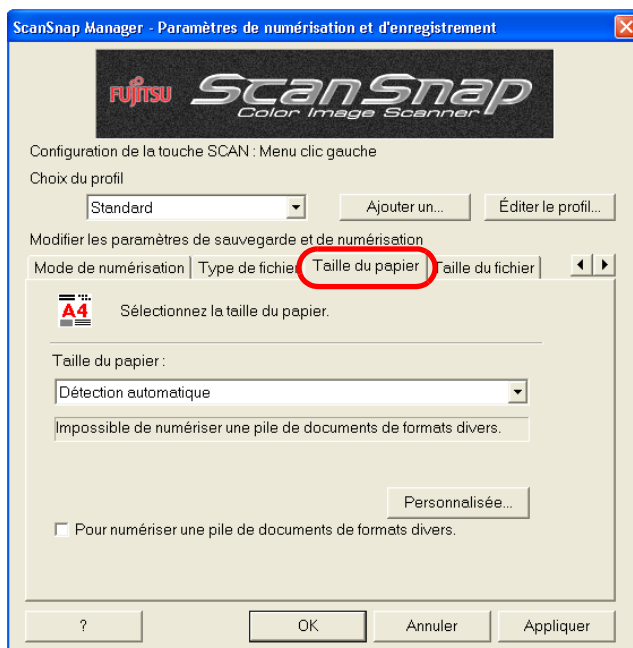 ScanSnap Manager - Paramètres de numérisation et d'enregistrement
FUJITSU ScanSnap
Color Image Scanner
Configuration de la touche SCAN : Menu clic gauche
Choix du profil
Standard Ajouter un... Éditer le profil...
Modifier les paramètres de sauvegarde et de numérisation
Mode de numérisation Type de fichier Taille du papier Taille du fichier
A4 Sélectionnez la taille du papier.
Taille du papier :
Détection automatique
Impossible de numériser une pile de documents de formats divers.
Personnalisée...
Pour numériser une pile de documents de formats divers.
? OK Annuler Appliquer